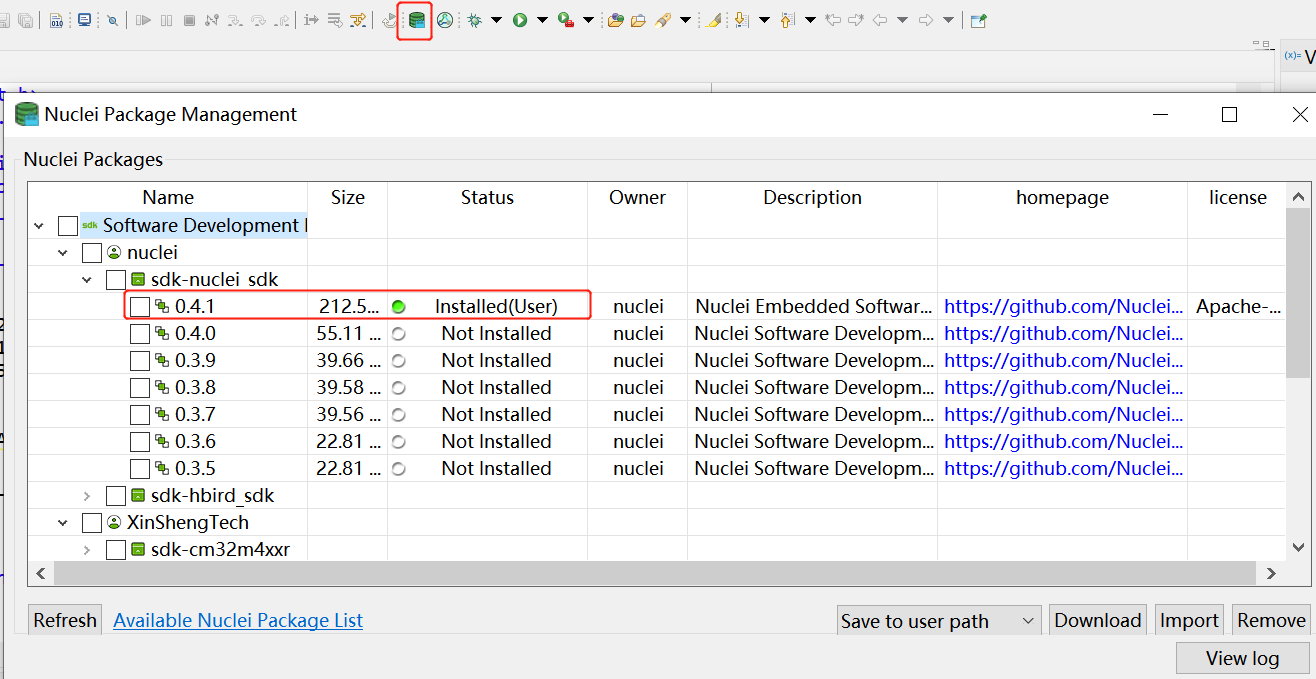 010
(x)= V
Nuclei Package Management
Nuclei Packages
Name Size Status Owner Description homepage license
sdk Software Development
nuclei
sdk-nuclei_sdk
0.4.1 212.5... Installed(User) nuclei Nuclei Embedded Softwar... https://github.com/Nuclei... Apache-...
0.4.0 55.11 ... Not Installed nuclei Nuclei Software Developm... https://github.com/Nuclei...
0.3.9 39.66 ... Not Installed nuclei Nuclei Software Developm... https://github.com/Nuclei...
0.3.8 39.58 ... Not Installed nuclei Nuclei Software Developm... https://github.com/Nuclei...
0.3.7 39.56 ... Not Installed nuclei Nuclei Software Developm... https://github.com/Nuclei...
0.3.6 22.81 ... Not Installed nuclei Nuclei Software Developm... https://github.com/Nuclei...
0.3.5 22.81 ... Not Installed nuclei Nuclei Software Developm... https://github.com/Nuclei...
sdk-hbird_sdk
XinShengTech
sdk-cm32m4xxr
Refresh Available Nuclei Package List Save to user path Download Import Remove
View log